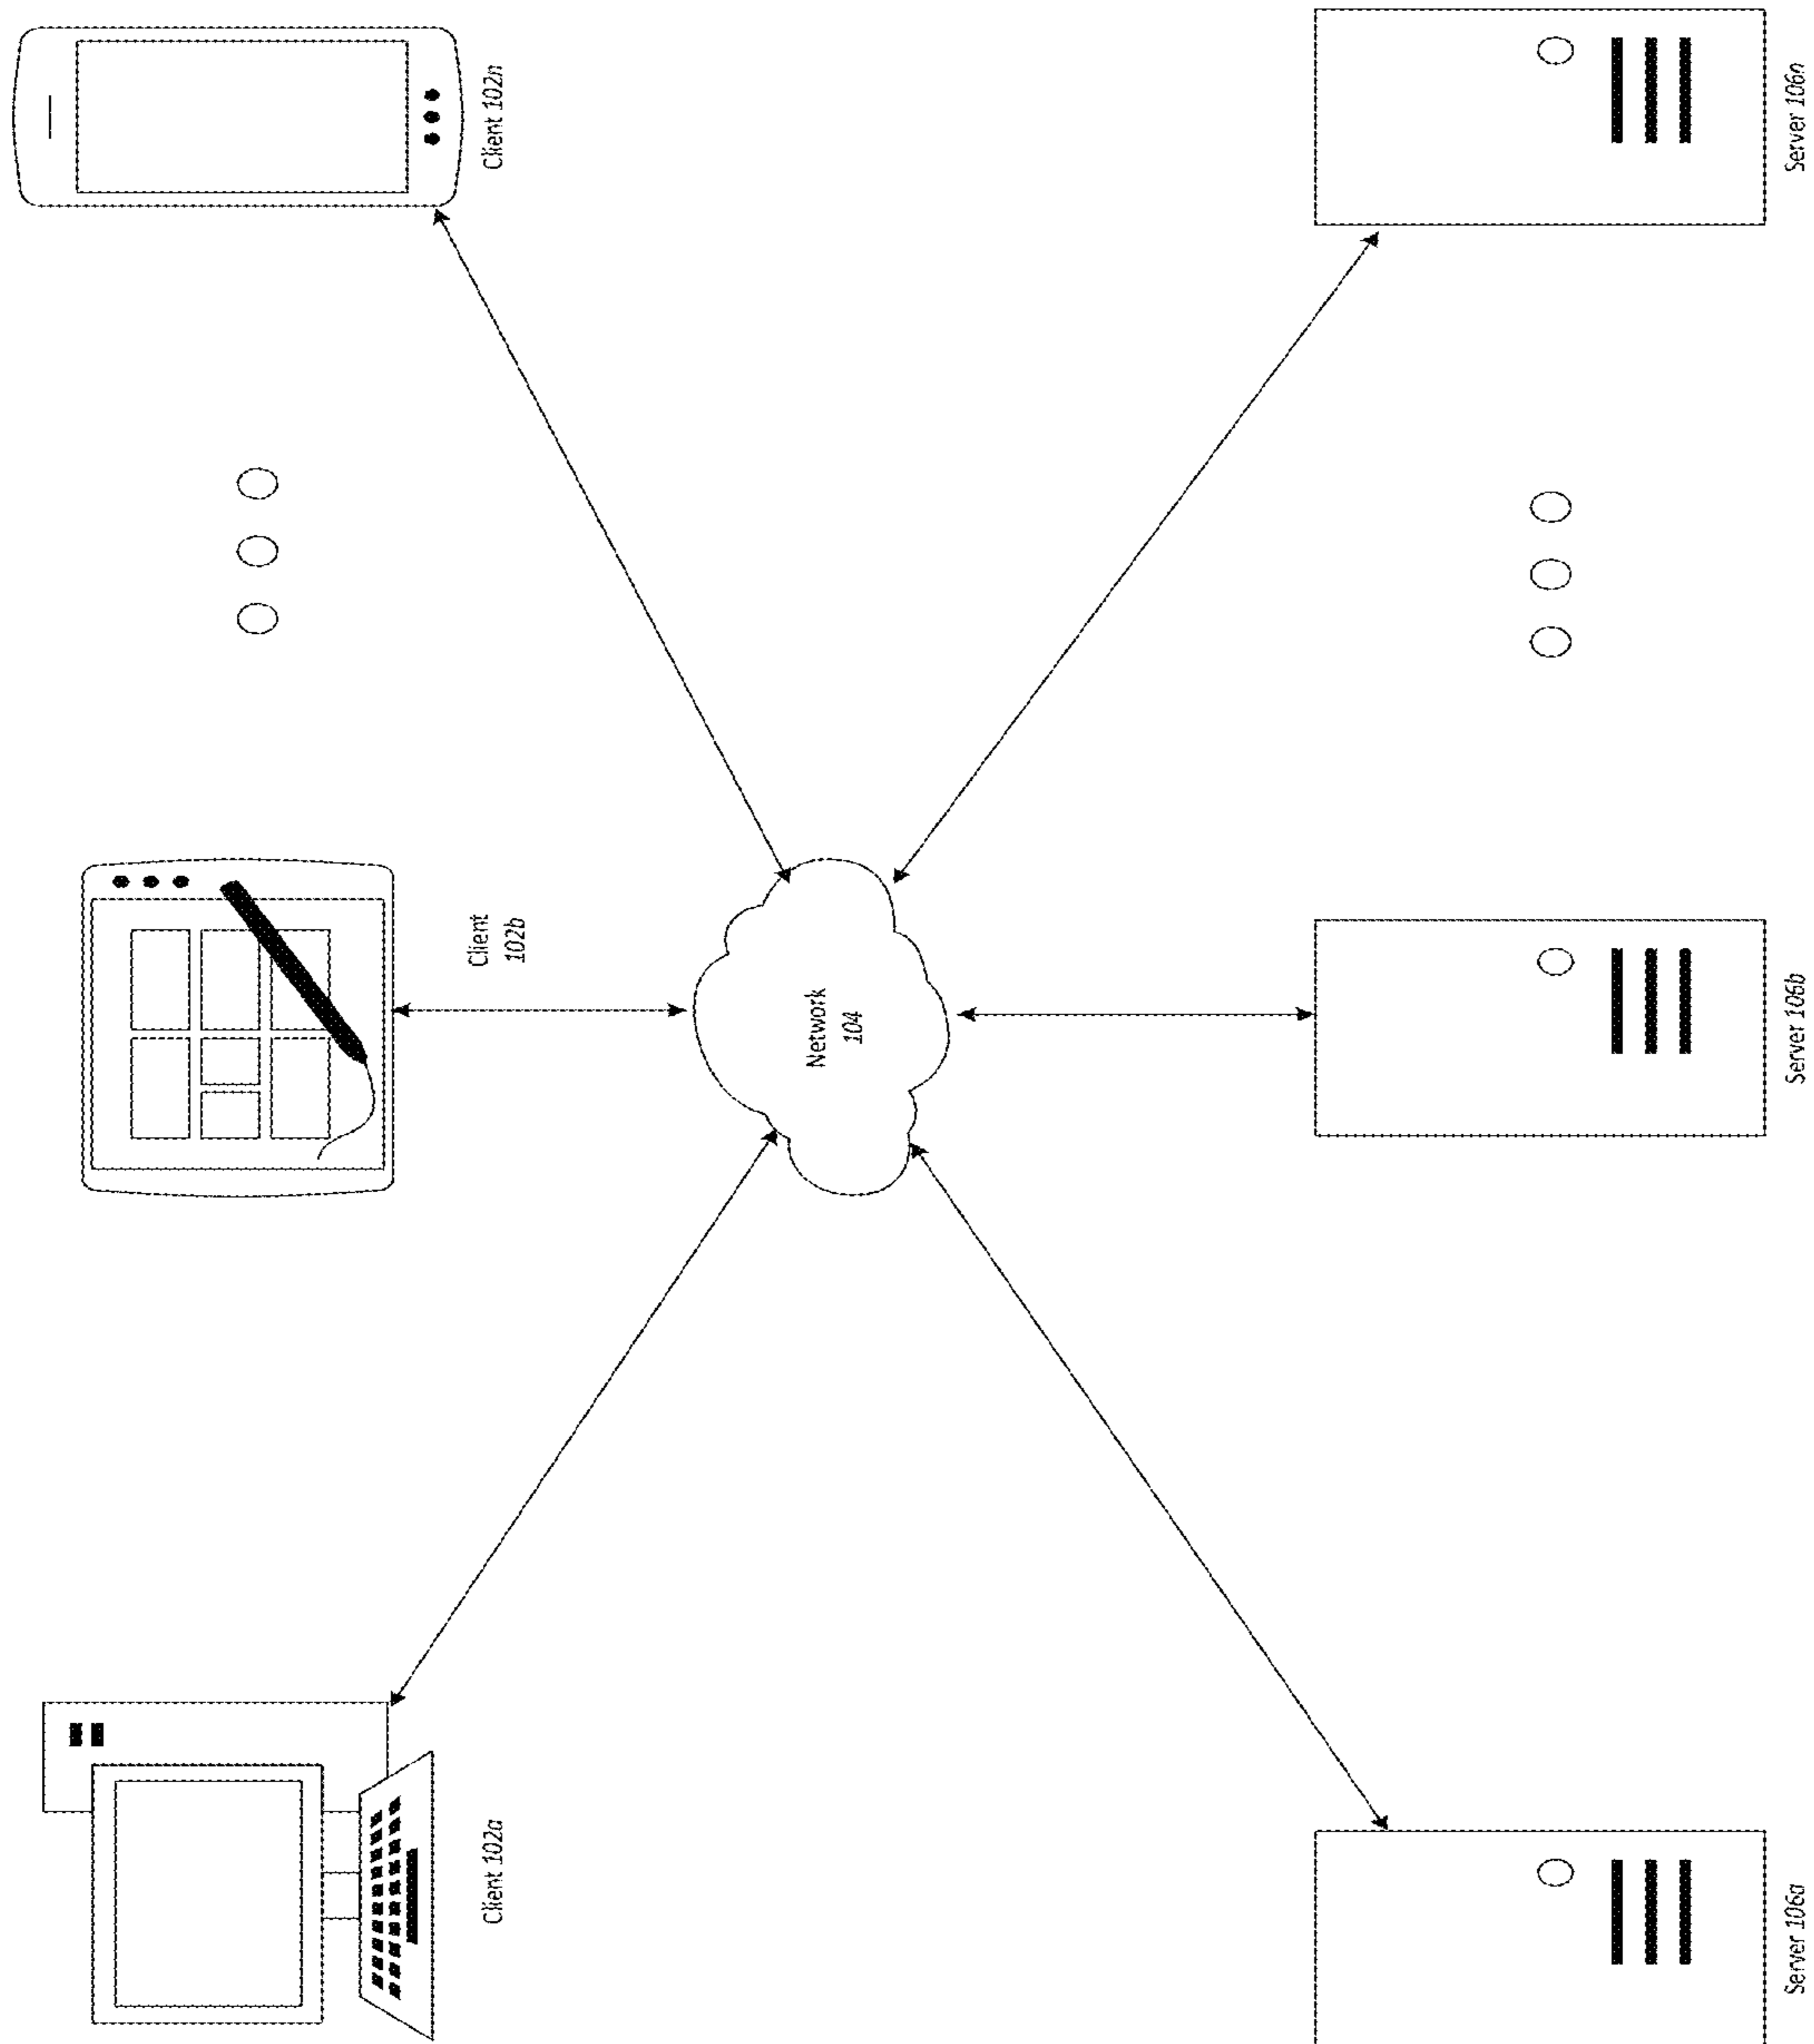 Client 102a
Client
102b
Client 102n
Network
104
Server 106a
Server 106b
Server 106n